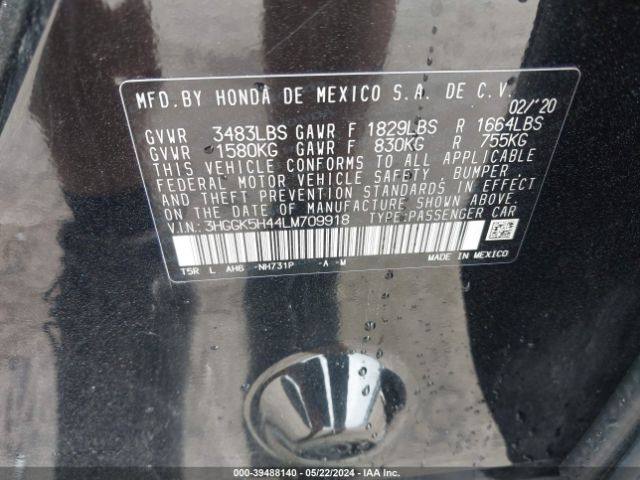 MFD.BY HONDA DE MEXICO S.A. DE C.V.
02/'20
GVWR 3483LBS GAWR F 1829LBS R 1664LBS
GVWR 1580KG GAWR F 830KG R 755KG
THIS VEHICLE CONFORMS TO ALL APPLICABLE
FEDERAL MOTOR VEHICLE SAFETY, BUMPER,
AND THEFT PREVENTION STANDARDS IN EFFECT
ON THE DATE OF MANUFACTURE SHOWN ABOVE.
V.I.N: 3HGGK5H44LM709918 TYPE:PASSENGER CAR
T5R L AH6 -NH731P -A -M MADE IN MEXICO
000-39488140 - 05/22/2024 - IAA Inc.